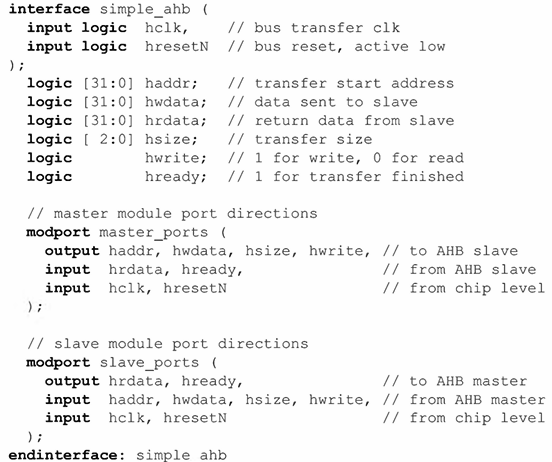 interface simple_ahb (
  input logic  hclk,    // bus transfer clk
  input logic  hresetN  // bus reset, active low
);
  logic [31:0] haddr;   // transfer start address
  logic [31:0] hwdata;  // data sent to slave
  logic [31:0] hrdata;  // return data from slave
  logic [ 2:0] hsize;   // transfer size
  logic        hwrite;  // 1 for write, 0 for read
  logic        hready;  // 1 for transfer finished

  // master module port directions
  modport master_ports (
    output haddr, hwdata, hsize, hwrite, // to AHB slave
    input  hrdata, hready,               // from AHB slave
    input  hclk, hresetN                 // from chip level
  );

  // slave module port directions
  modport slave_ports (
    output hrdata, hready,               // to AHB master
    input  haddr, hwdata, hsize, hwrite, // from AHB master
    input  hclk, hresetN                 // from chip level
  );
endinterface: simple_ahb